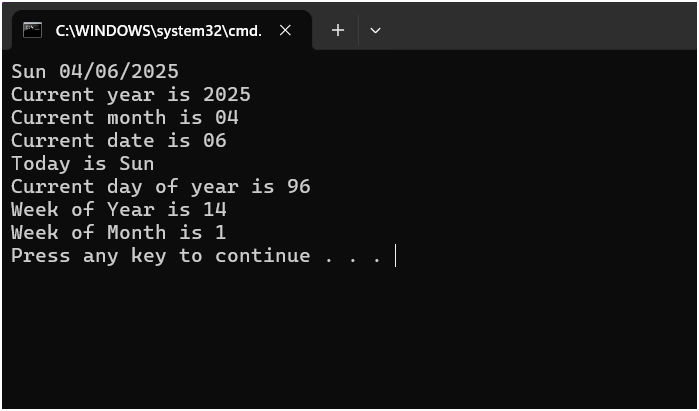 C:\WINDOWS\system32\cmd.
Sun 04/06/2025
Current year is 2025
Current month is 04
Current date is 06
Today is Sun
Current day of year is 96
Week of Year is 14
Week of Month is 1
Press any key to continue . . .